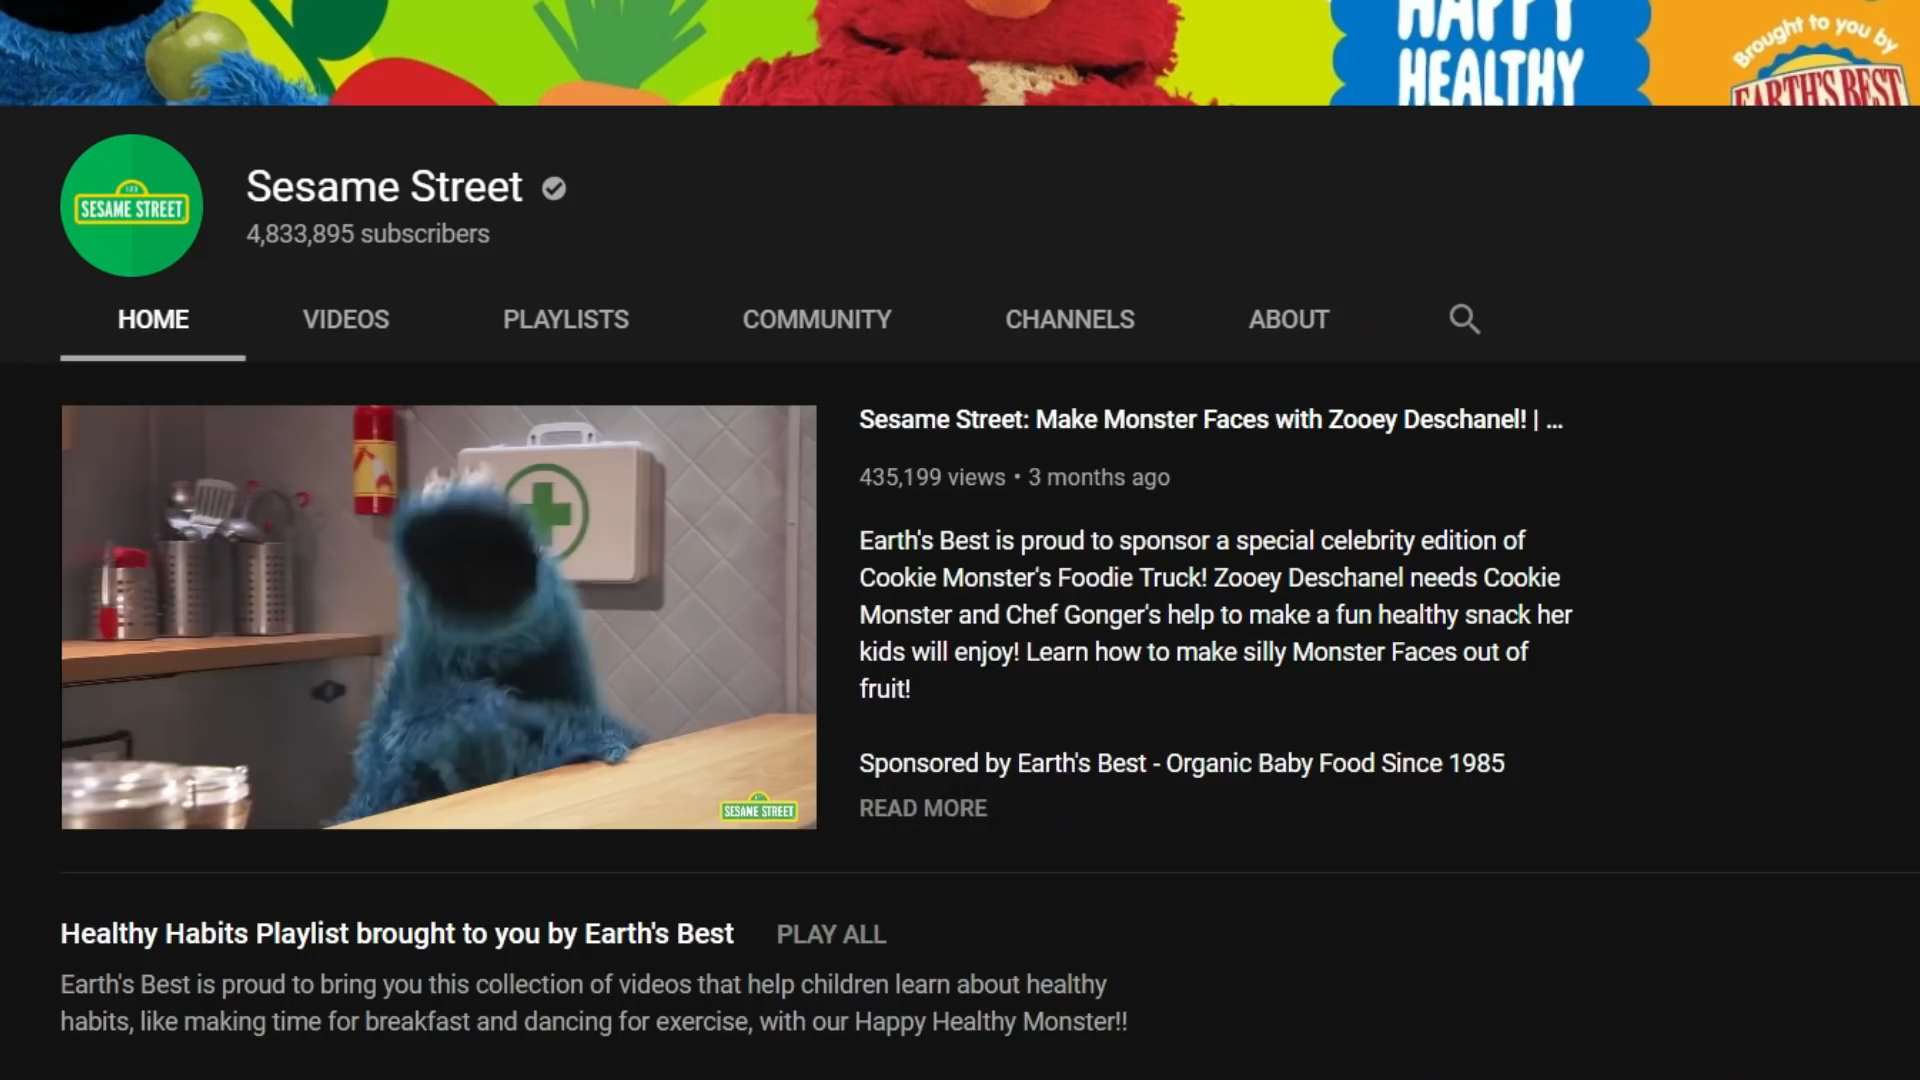 HAPPY
HEALTHY
Brought to you by
EARTH'S BEST
123
SESAME STREET
Sesame Street
4,833,895 subscribers
HOME VIDEOS PLAYLISTS COMMUNITY CHANNELS ABOUT
Sesame Street: Make Monster Faces with Zooey Deschanel! | ...
435,199 views • 3 months ago
Earth's Best is proud to sponsor a special celebrity edition of
Cookie Monster's Foodie Truck! Zooey Deschanel needs Cookie
Monster and Chef Gonger's help to make a fun healthy snack her
kids will enjoy! Learn how to make silly Monster Faces out of
fruit!
Sponsored by Earth's Best - Organic Baby Food Since 1985
READ MORE
SESAME STREET
Healthy Habits Playlist brought to you by Earth's Best PLAY ALL
Earth's Best is proud to bring you this collection of videos that help children learn about healthy
habits, like making time for breakfast and dancing for exercise, with our Happy Healthy Monster!!